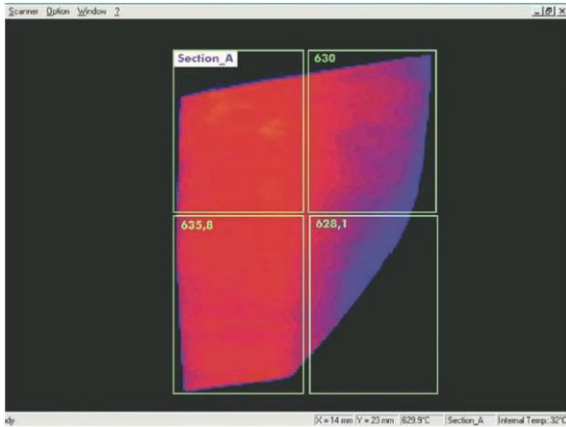 Scanner Option Window ?
Section_A
630
635,8
628,1
X = 14 mm Y = 23 mm 629.9°C Section_A Internal Temp. 32°C